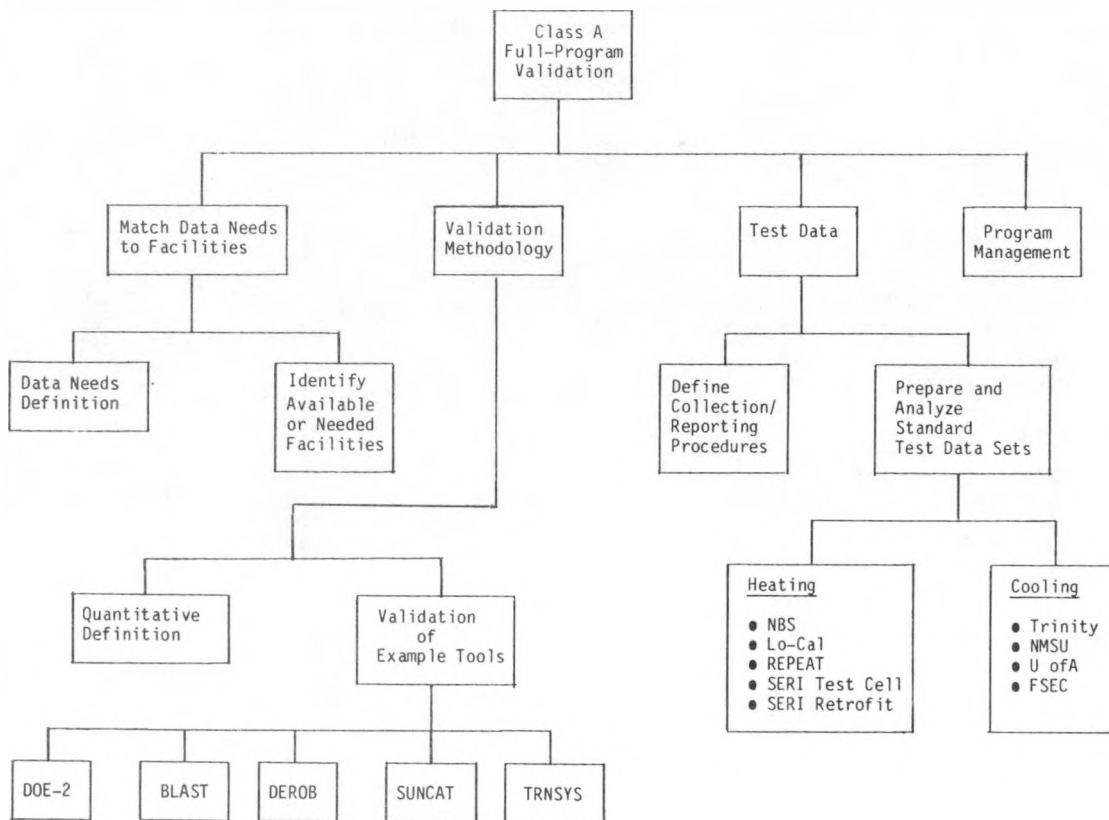 Class A
Full-Program
Validation
Match Data Needs
to Facilities
Validation
Methodology
Test Data
Program
Management
Data Needs
Definition
Identify
Available
or Needed
Facilities
Define
Collection/
Reporting
Procedures
Prepare and
Analyze
Standard
Test Data Sets
Quantitative
Definition
Validation
of
Example Tools
Heating
● NBS
● Lo-Cal
● REPEAT
● SERI Test Cell
● SERI Retrofit
Cooling
● Trinity
● NMSU
● U ofA
● FSEC
DOE-2
BLAST
DEROB
SUNCAT
TRNSYS